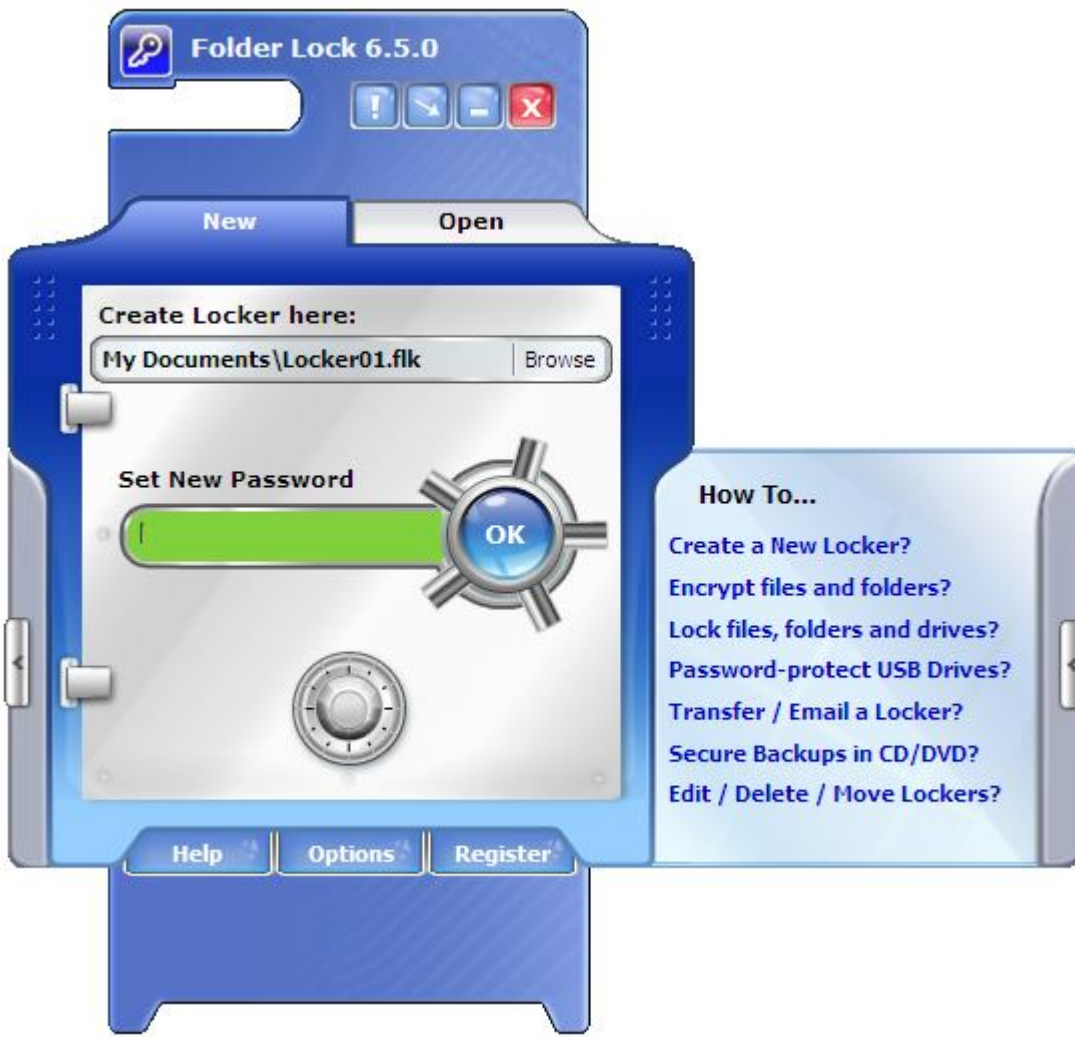 Folder Lock 6.5.0
New
Open
Create Locker here:
My Documents\Locker01.flk
Browse
Set New Password
OK
How To...
Create a New Locker?
Encrypt files and folders?
Lock files, folders and drives?
Password-protect USB Drives?
Transfer / Email a Locker?
Secure Backups in CD/DVD?
Edit / Delete / Move Lockers?
Help
Options
Register